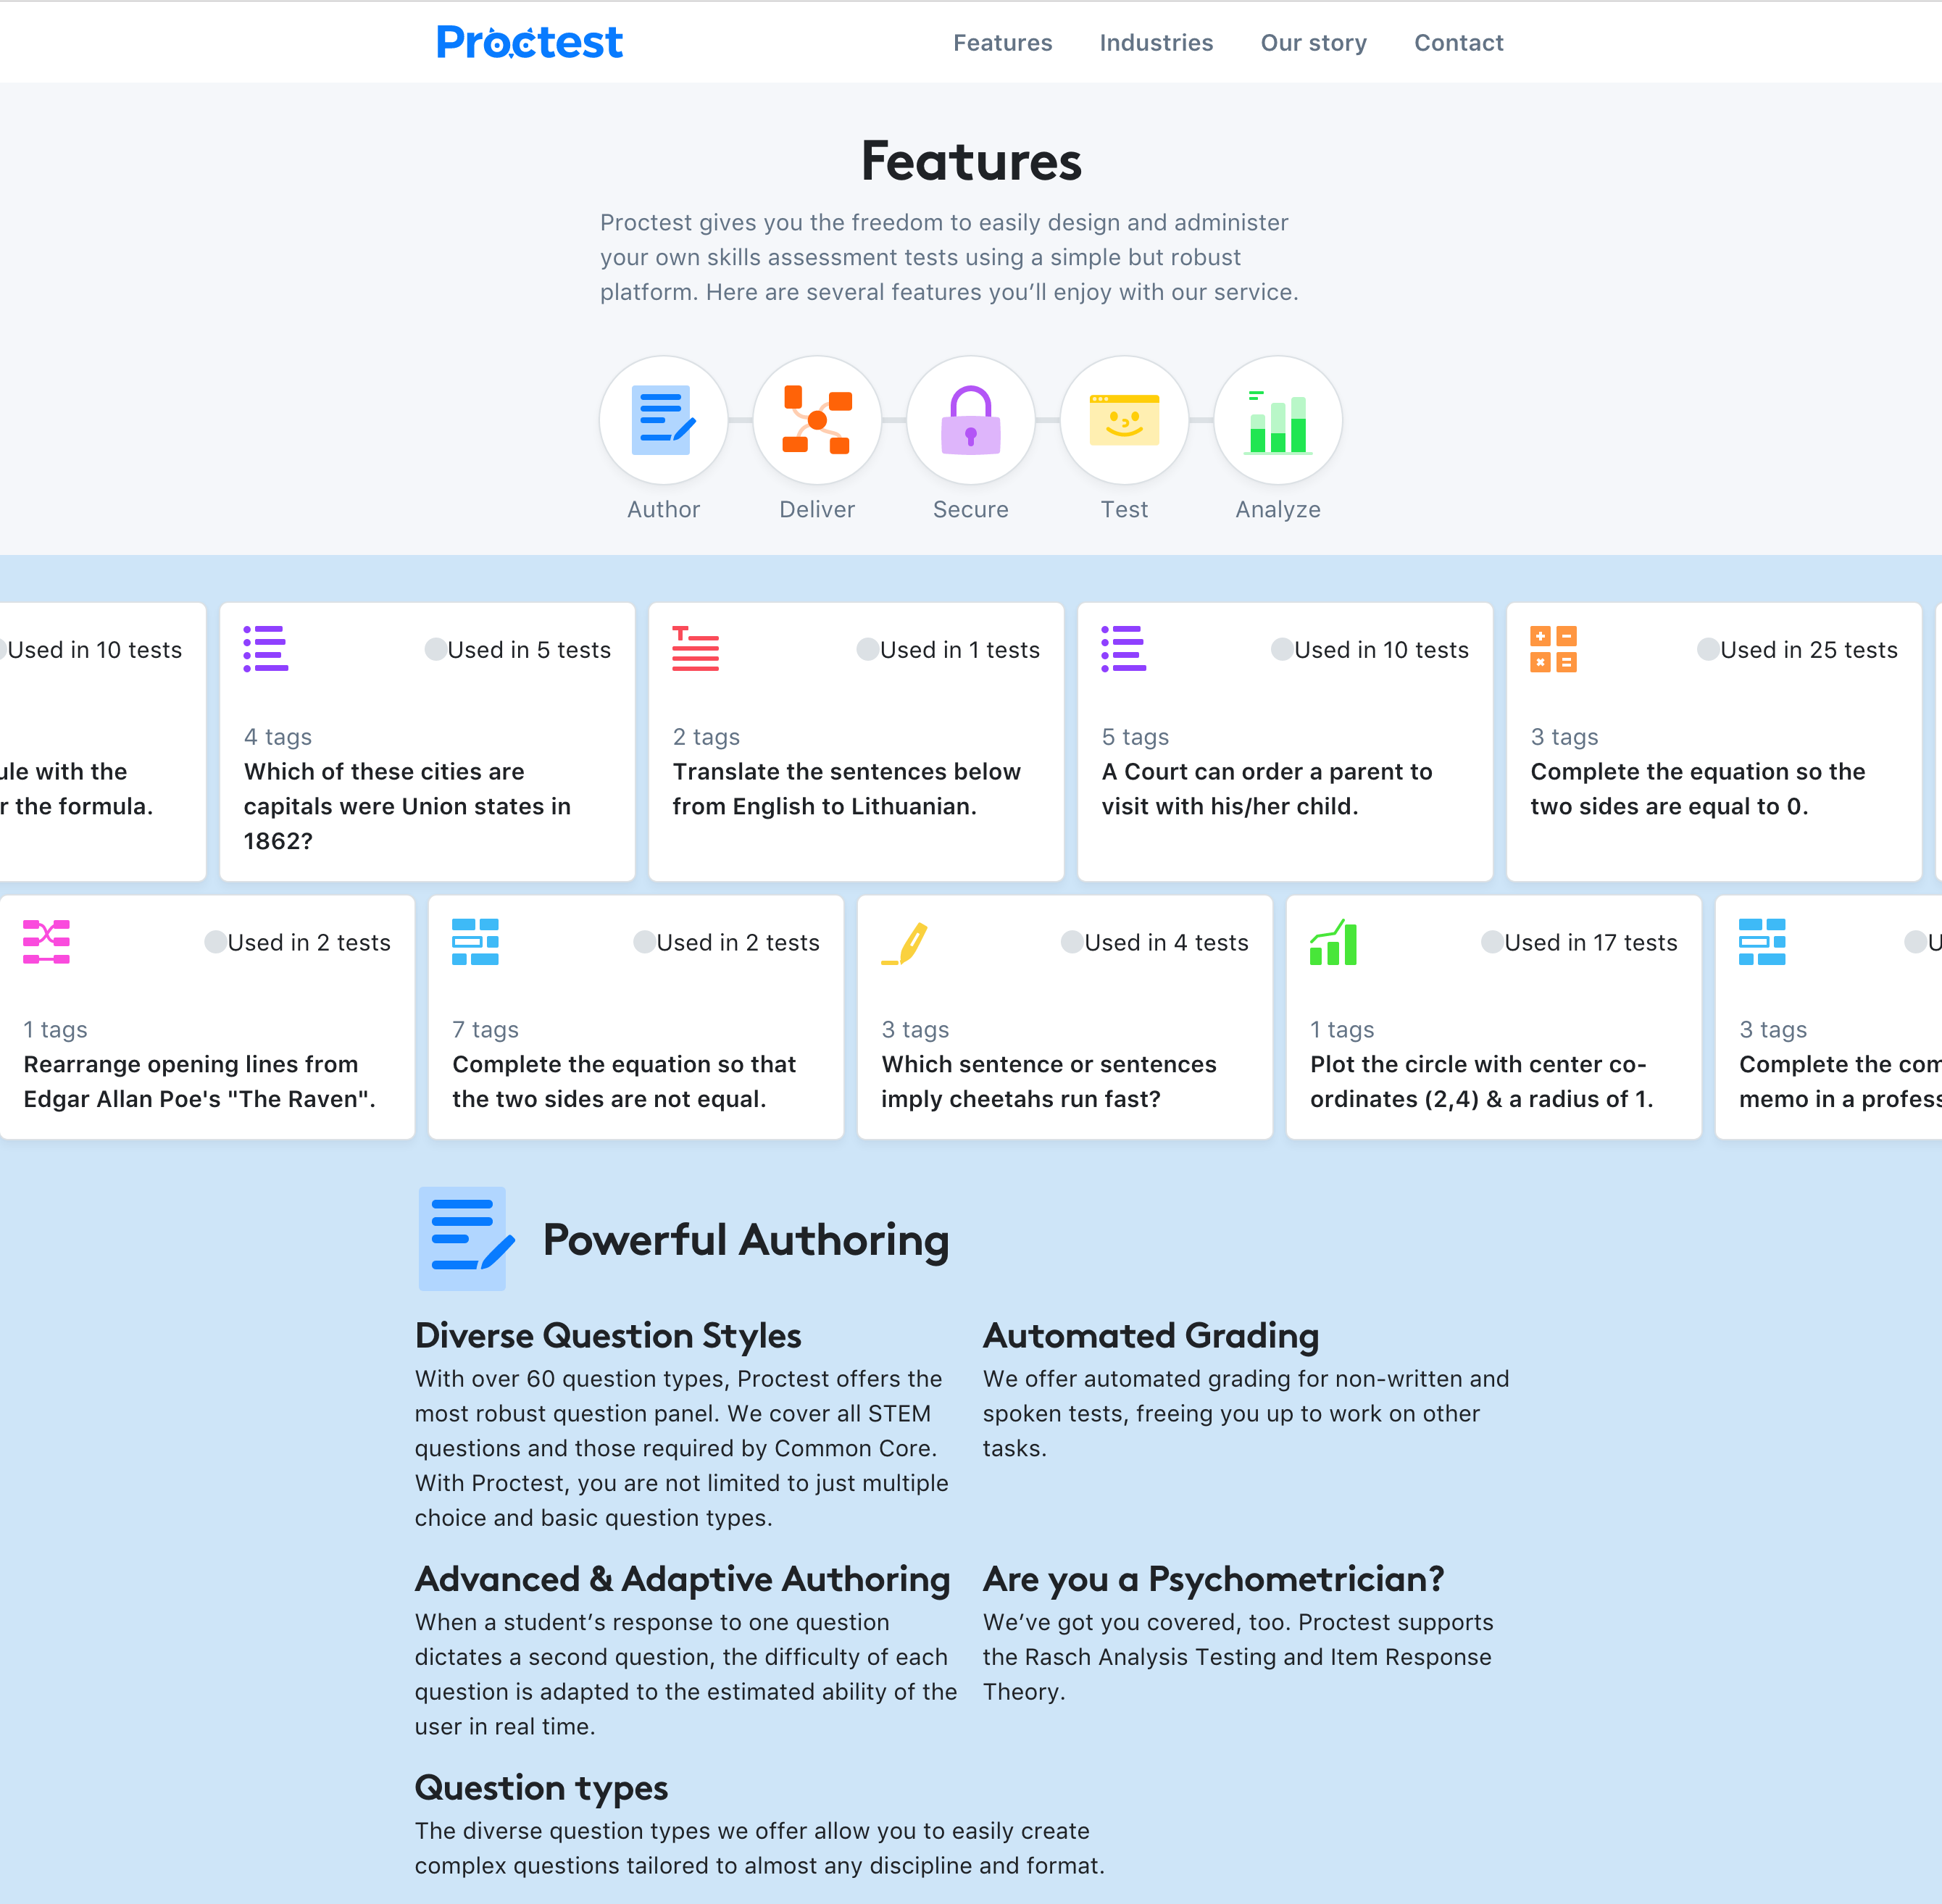 Proctest
Features Industries Our story Contact
Features
Proctest gives you the freedom to easily design and administer
your own skills assessment tests using a simple but robust
platform. Here are several features you’ll enjoy with our service.
Author Deliver Secure Test Analyze
Used in 10 tests
with the
the formula.
Used in 5 tests
4 tags
Which of these cities are
capitals were Union states in
1862?
Used in 1 tests
2 tags
Translate the sentences below
from English to Lithuanian.
Used in 10 tests
5 tags
A Court can order a parent to
visit with his/her child.
Used in 25 tests
3 tags
Complete the equation so the
two sides are equal to 0.
Used in 2 tests
1 tags
Rearrange opening lines from
Edgar Allan Poe's "The Raven".
Used in 2 tests
7 tags
Complete the equation so that
the two sides are not equal.
Used in 4 tests
3 tags
Which sentence or sentences
imply cheetahs run fast?
Used in 17 tests
1 tags
Plot the circle with center co-
ordinates (2,4) & a radius of 1.
3 tags
Complete the
memo in a
Powerful Authoring
Diverse Question Styles
With over 60 question types, Proctest offers the
most robust question panel. We cover all STEM
questions and those required by Common Core.
With Proctest, you are not limited to just multiple
choice and basic question types.
Automated Grading
We offer automated grading for non-written and
spoken tests, freeing you up to work on other
tasks.
Advanced & Adaptive Authoring
When a student’s response to one question
dictates a second question, the difficulty of each
question is adapted to the estimated ability of the
user in real time.
Are you a Psychometrician?
We’ve got you covered, too. Proctest supports
the Rasch Analysis Testing and Item Response
Theory.
Question types
The diverse question types we offer allow you to easily create
complex questions tailored to almost any discipline and format.